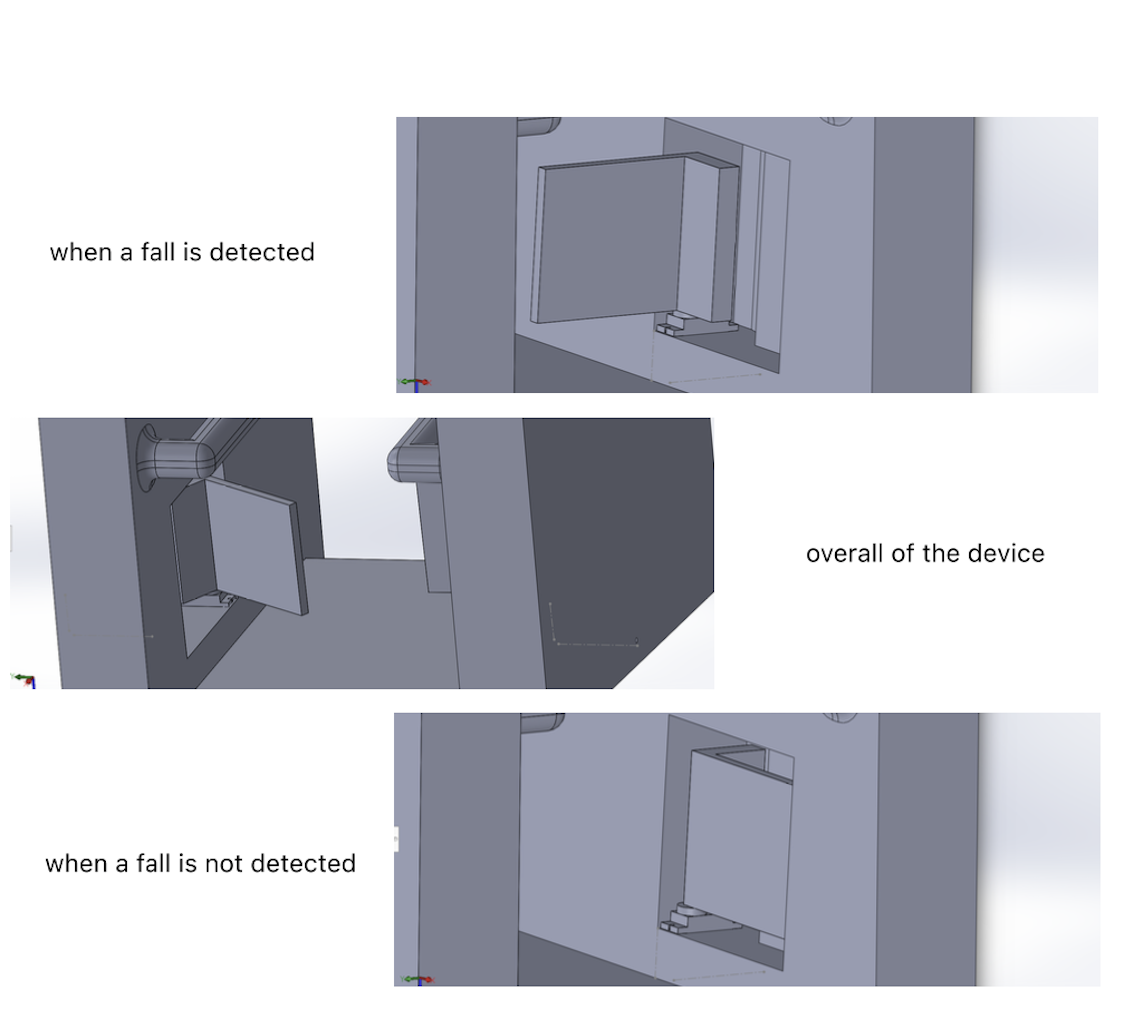 when a fall is detected
overall of the device
when a fall is not detected